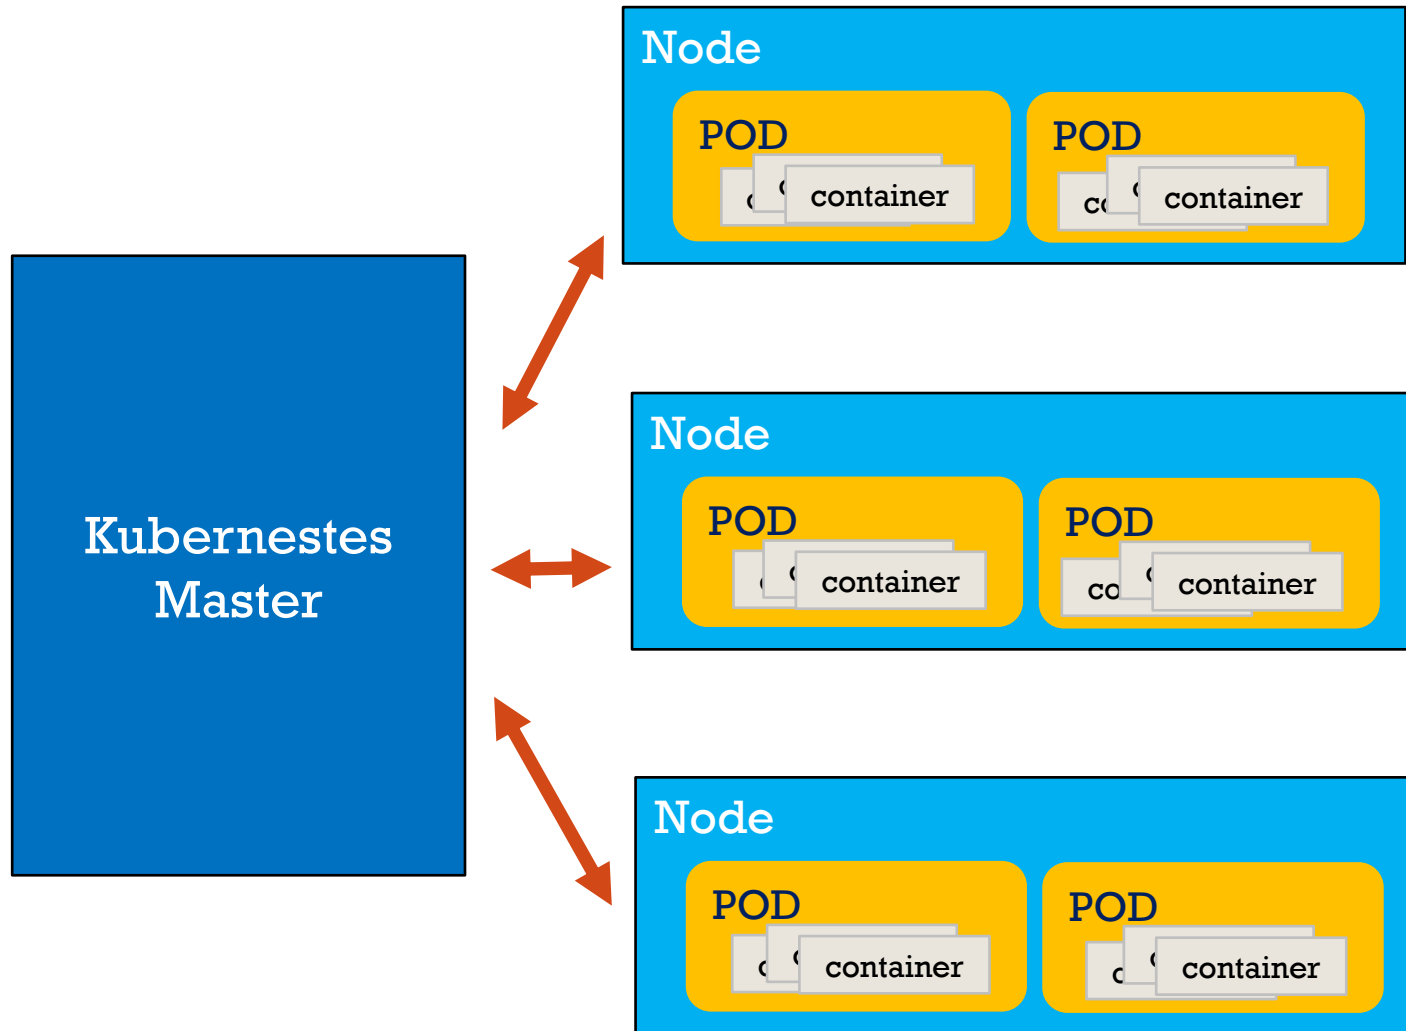 Node
POD
POD
container
container
Kubernestes
Master
Node
POD
POD
container
container
Node
POD
POD
container
container